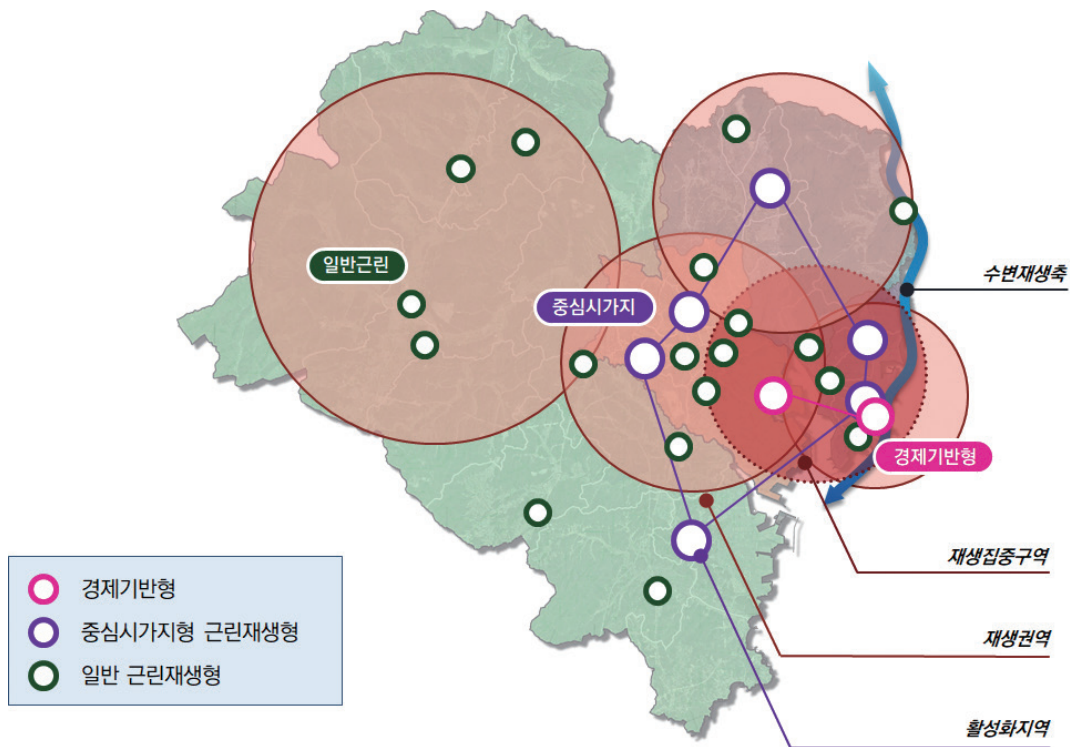 일반근린
중심시가지
수변재생축
경제기반형
재생집중구역
재생권역
활성화지역
경제기반형
중심시가지형 근린재생형
일반 근린재생형